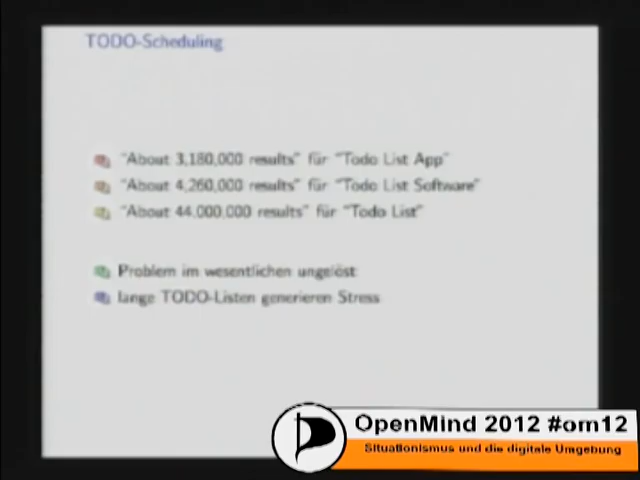 TODO-Scheduling
"About 3,180,000 results" für "Todo List App"
"About 4,260,000 results" für "Todo List Software"
"About 44,000,000 results" für "Todo List"
Problem im wesentlichen ungelöst
lange TODO-Listen generieren Stress
OpenMind 2012 #om12
Situationismus und die digitale Umgebung